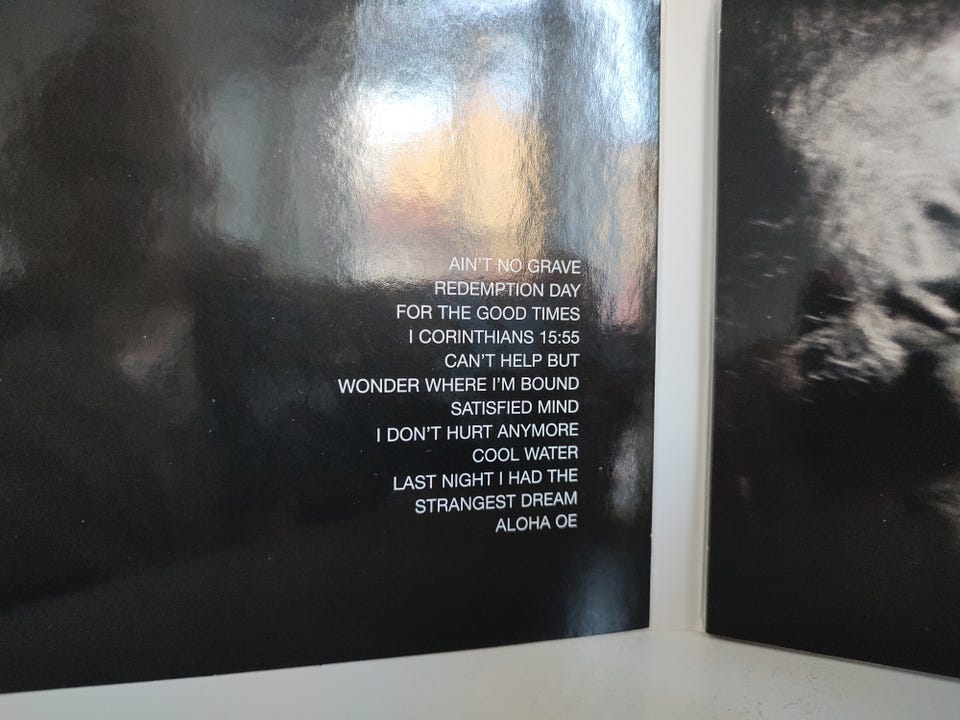 AIN'T NO GRAVE
REDEMPTION DAY
FOR THE GOOD TIMES
I CORINTHIANS 15:55
CAN'T HELP BUT
WONDER WHERE I'M BOUND
SATISFIED MIND
I DON'T HURT ANYMORE
COOL WATER
LAST NIGHT I HAD THE
STRANGEST DREAM
ALOHA OE